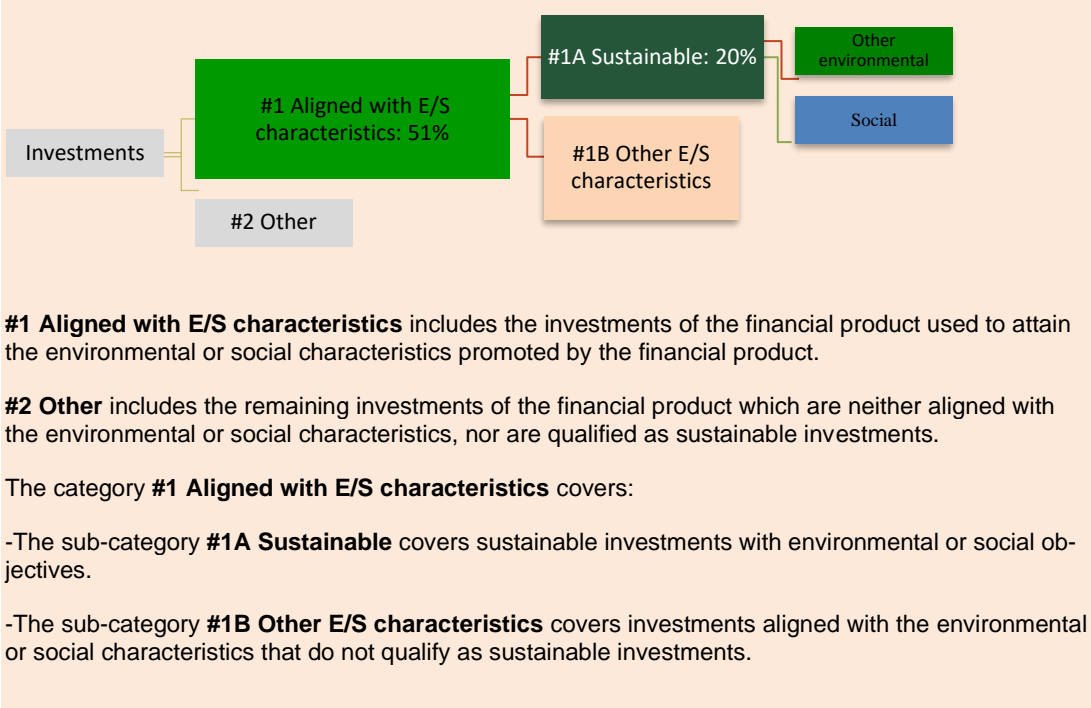 Investments
#1 Aligned with E/S
characteristics: 51%
#2 Other
#1A Sustainable: 20%
#1B Other E/S
characteristics
Other
environmental
Social
#1 Aligned with E/S characteristics includes the investments of the financial product used to attain
the environmental or social characteristics promoted by the financial product.
#2 Other includes the remaining investments of the financial product which are neither aligned with
the environmental or social characteristics, nor are qualified as sustainable investments.
The category #1 Aligned with E/S characteristics covers:
-The sub-category #1A Sustainable covers sustainable investments with environmental or social ob-
jectives.
-The sub-category #1B Other E/S characteristics covers investments aligned with the environmental
or social characteristics that do not qualify as sustainable investments.